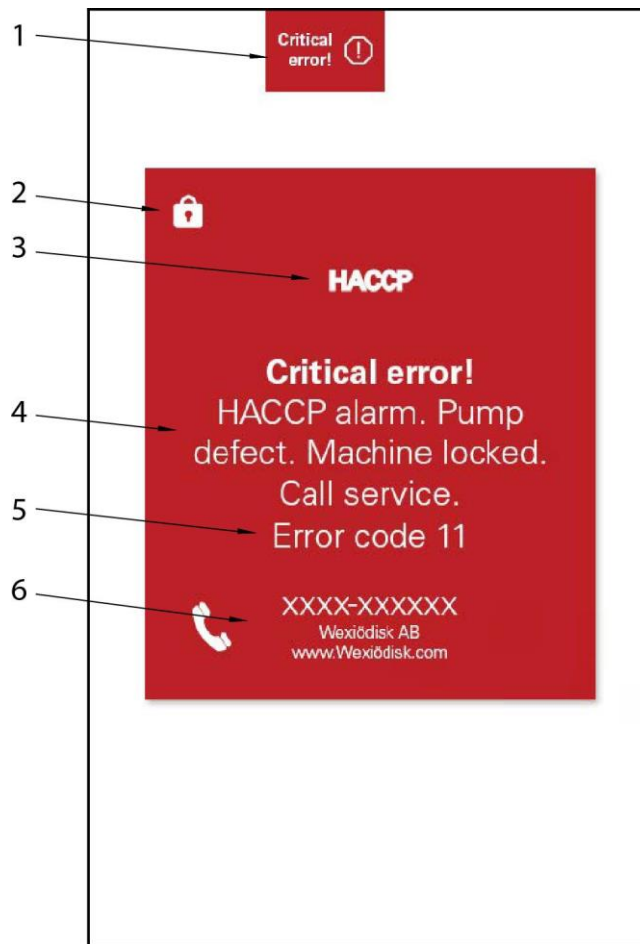 1
Critical
error!
2
3
HACCP
Critical error!
4
HACCP alarm. Pump
defect. Machine locked.
Call service.
5
Error code 11
6
XXXX-XXXXXX
Wexiödisk AB
www.Wexiödisk.com